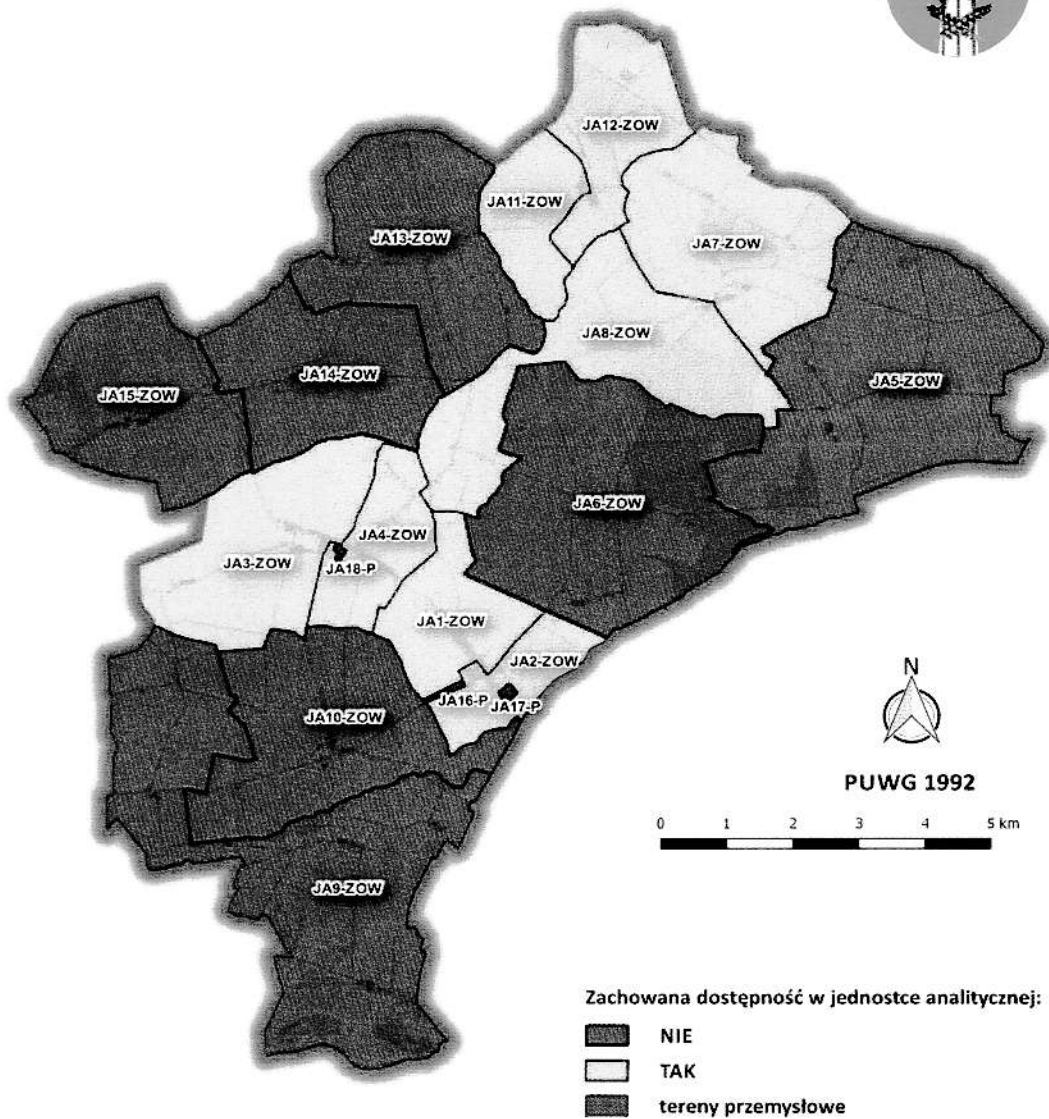 JA12-ZOW
JA11-ZOW
JA13-ZOW
JA7-ZOW
JA8-ZOW
JA14-ZOW
JA5-ZOW
JA15-ZOW
JA6-ZOW
JA4-ZOW
JA3-ZOW
JA18-P
JA1-ZOW
JA2-ZOW
JA16-P
JA17-P
JA10-ZOW
JA9-ZOW
N
PUWG 1992
0 1 2 3 4 5 km
Zachowana dostępność w jednostce analitycznej:
NIE
TAK
tereny przemysłowe